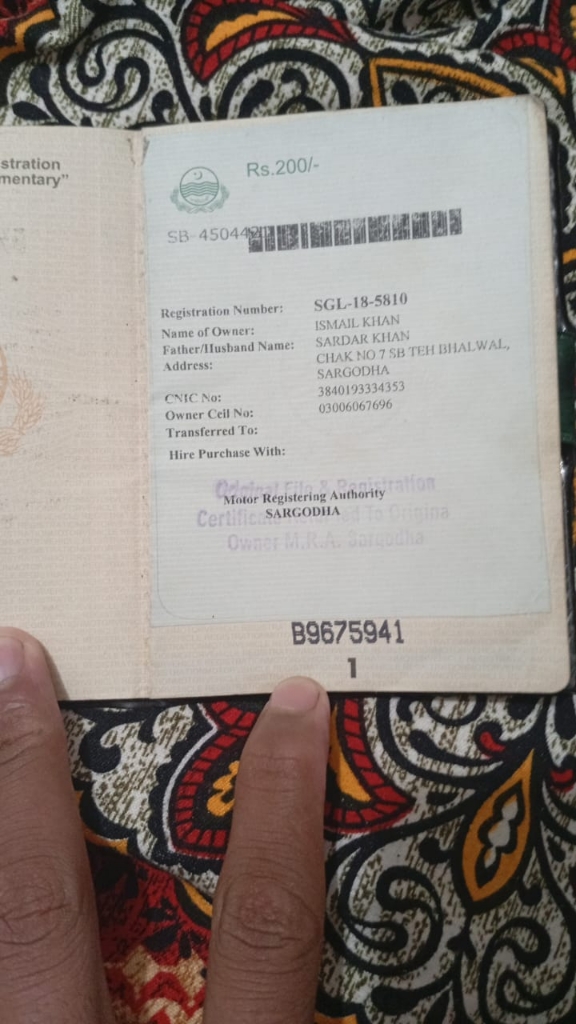 stration
mentary"
Rs.200/-
SB 45044
Registration Number: SGL-18-5810
Name of Owner: ISMAIL KHAN
Father/Husband Name: SARDAR KHAN
Address: CHAK NO 7 SB TEH BHALWAL,
SARGODHA
CNIC No: 3840193334353
Owner Cell No: 03006067696
Transferred To:
Hire Purchase With:
Original File & Registration
Motor Registering Authority
Certificate To Origina
SARGODHA
Owner M.R.A. Sargodha
B9675941
1